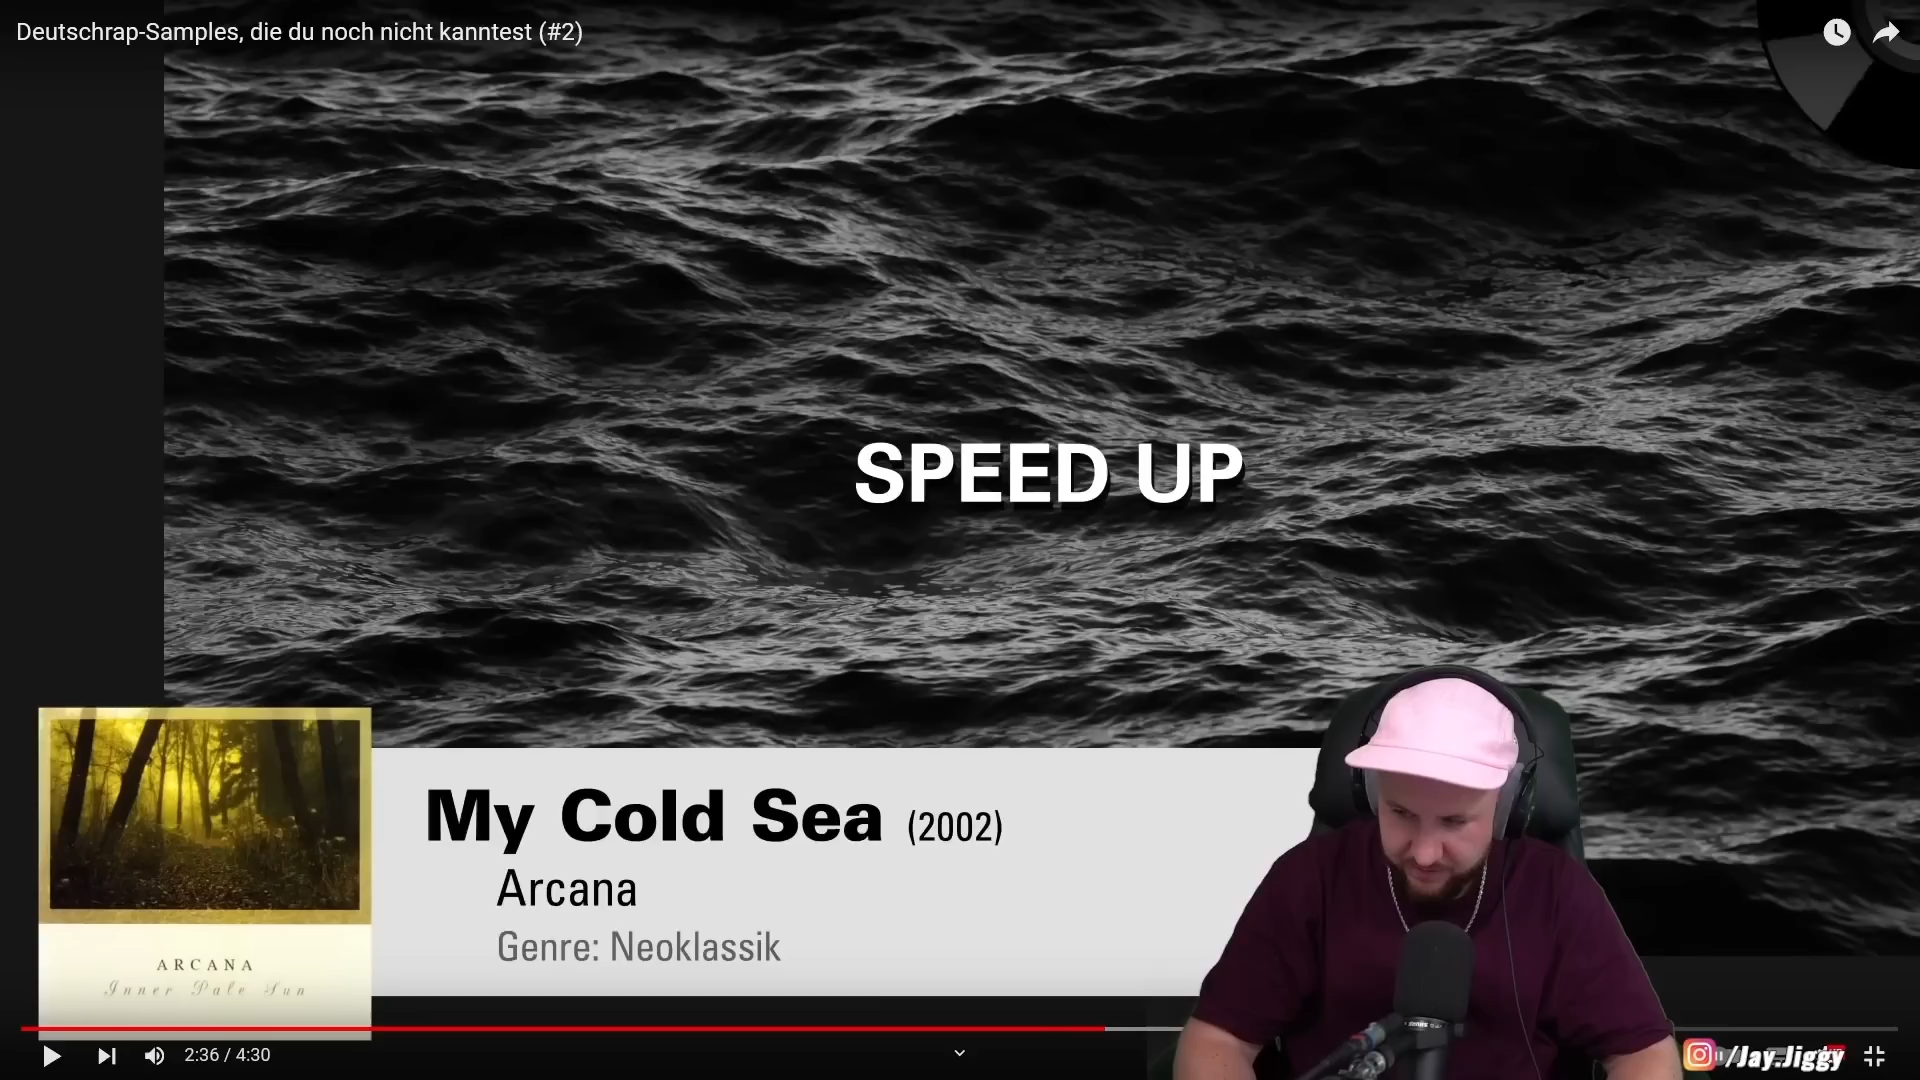 Deutschrap-Samples, die du noch nicht kanntest (#2)
SPEED UP
My Cold Sea (2002)
Arcana
Genre: Neoklassik
ARCANA
Inner Pale Sun
2:36 / 4:30
/Jay.Jiggy